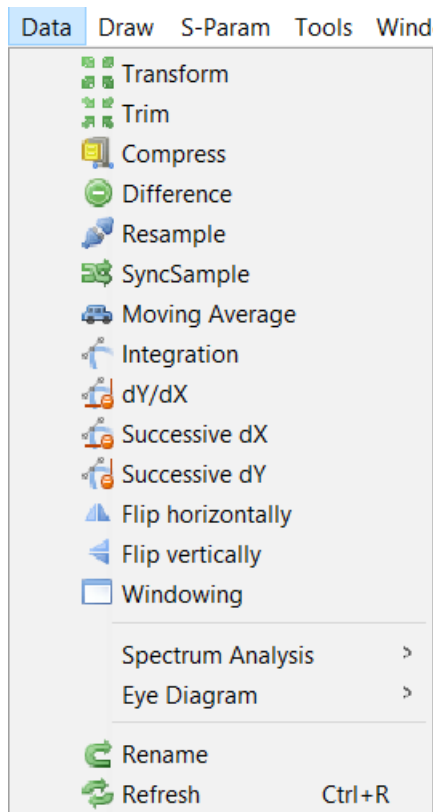 Data Draw S-Param Tools Wind
Transform
Trim
Compress
Difference
Resample
SyncSample
Moving Average
Integration
dY/dX
Successive dX
Successive dY
Flip horizontally
Flip vertically
Windowing
Spectrum Analysis >
Eye Diagram >
Rename
Refresh Ctrl+R